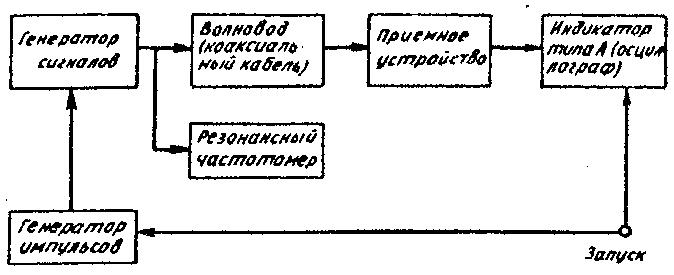 Генератор
сигналов
Волновод
(коаксиаль-
ный кабель)
Приемное
устройство
Индикатор
типа А (осцил
лограф)
Резонансный
частотомер
Генератор
импульсов
Запуск